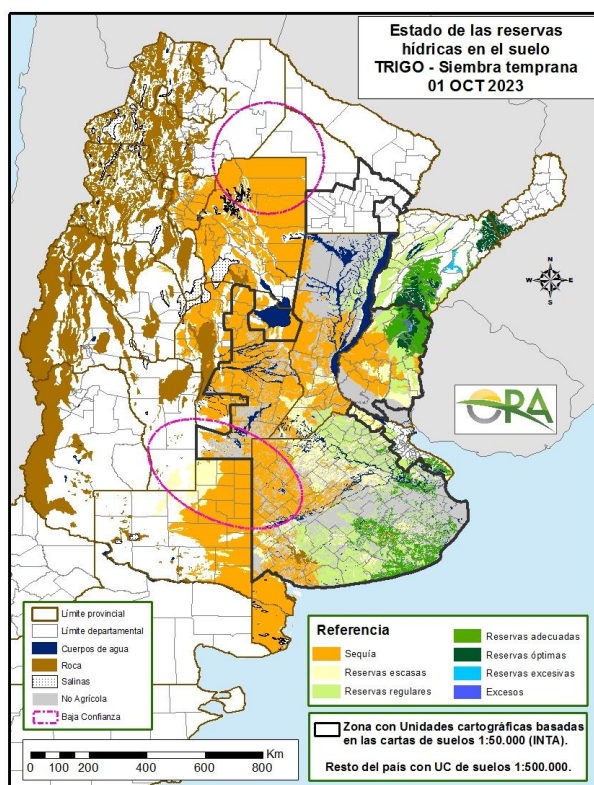 Estado de las reservas
hídricas en el suelo
TRIGO - Siembra temprana
01 OCT 2023
N
W
E
S
ORA
Límite provincial
Límite departamental
Cuerpos de agua
Roca
Salinas
No Agrícola
Baja Confianza
Referencia
Sequía
Reservas escasas
Reservas regulares
Reservas adecuadas
Reservas óptimas
Reservas excesivas
Excesos
Zona con Unidades cartográficas basadas
en las cartas de suelos 1:50.000 (INTA).
Resto del país con UC de suelos 1:500.000.
Km
0 100 200 400 600 800